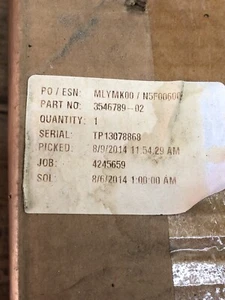 PO / ESN: MLYMK00 /
PART NO: 3546789-02
QUANTITY: 1
SERIAL: TP13078868
PICKED: 8/9/2014 11:54:29 AM
JOB: 4245659
SOI: 8/6/2014 1:00:00 AM